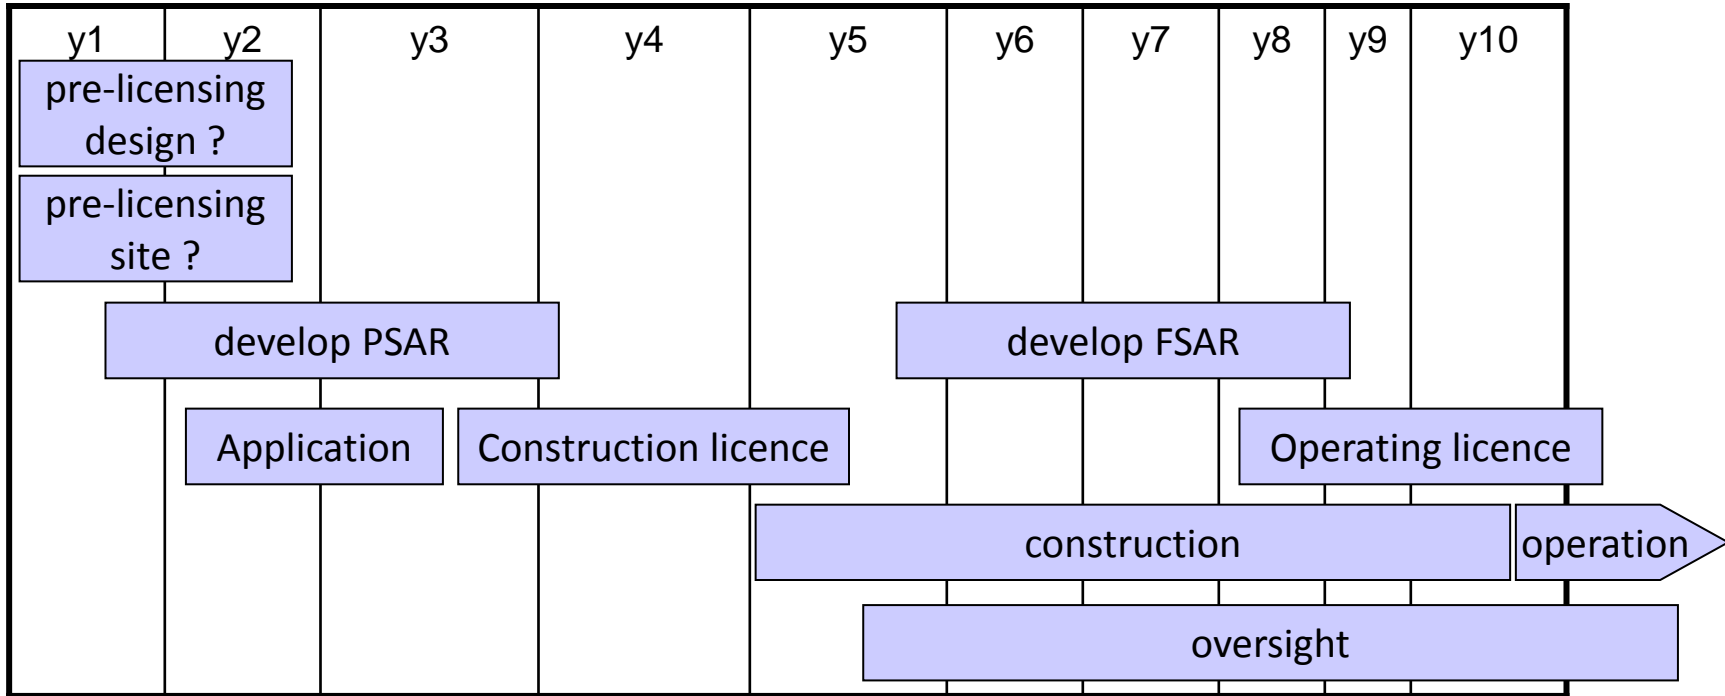 y1 y2 y3 y4 y5 y6 y7 y8 y9 y10
pre-licensing
design ?
pre-licensing
site ?
develop PSAR develop FSAR
Application Construction licence Operating licence
construction operation
oversight